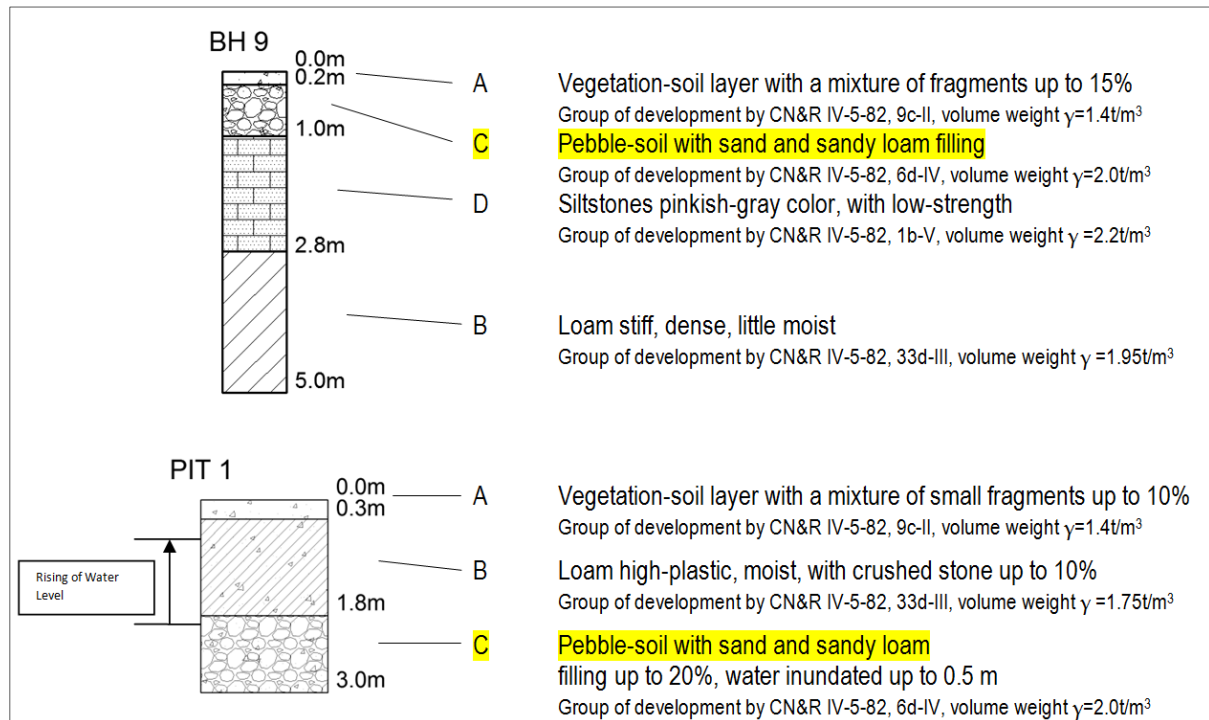 BH 9
0.0m
0.2m
1.0m
2.8m
5.0m
A Vegetation-soil layer with a mixture of fragments up to 15%
Group of development by CN&R IV-5-82, 9c-II, volume weight γ=1.4t/m³
C Pebble-soil with sand and sandy loam filling
Group of development by CN&R IV-5-82, 6d-IV, volume weight γ=2.0t/m³
D Siltstones pinkish-gray color, with low-strength
Group of development by CN&R IV-5-82, 1b-V, volume weight γ =2.2t/m³
B Loam stiff, dense, little moist
Group of development by CN&R IV-5-82, 33d-III, volume weight γ =1.95t/m³
PIT 1
0.0m
0.3m
1.8m
3.0m
Rising of Water
Level
A Vegetation-soil layer with a mixture of small fragments up to 10%
Group of development by CN&R IV-5-82, 9c-II, volume weight γ=1.4t/m³
B Loam high-plastic, moist, with crushed stone up to 10%
Group of development by CN&R IV-5-82, 33d-III, volume weight γ =1.75t/m³
C Pebble-soil with sand and sandy loam
filling up to 20%, water inundated up to 0.5 m
Group of development by CN&R IV-5-82, 6d-IV, volume weight γ=2.0t/m³